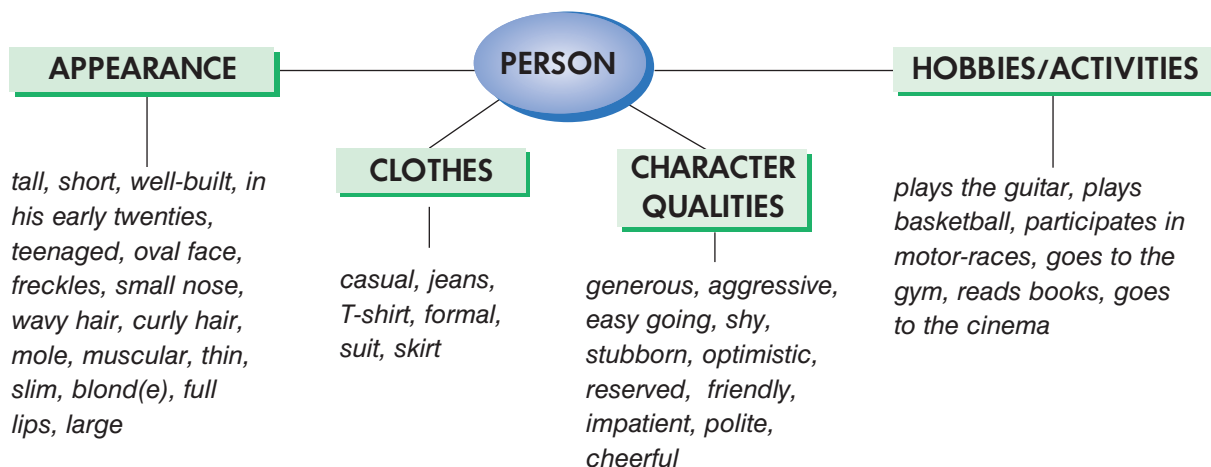 PERSON
APPEARANCE
tall, short, well-built, in
his early twenties,
teenaged, oval face,
freckles, small nose,
wavy hair, curly hair,
mole, muscular, thin,
slim, blond(e), full
lips, large
CLOTHES
casual, jeans,
T-shirt, formal,
suit, skirt
CHARACTER
QUALITIES
generous, aggressive,
easy going, shy,
stubborn, optimistic,
reserved, friendly,
impatient, polite,
cheerful
HOBBIES/ACTIVITIES
plays the guitar, plays
basketball, participates in
motor-races, goes to the
gym, reads books, goes
to the cinema